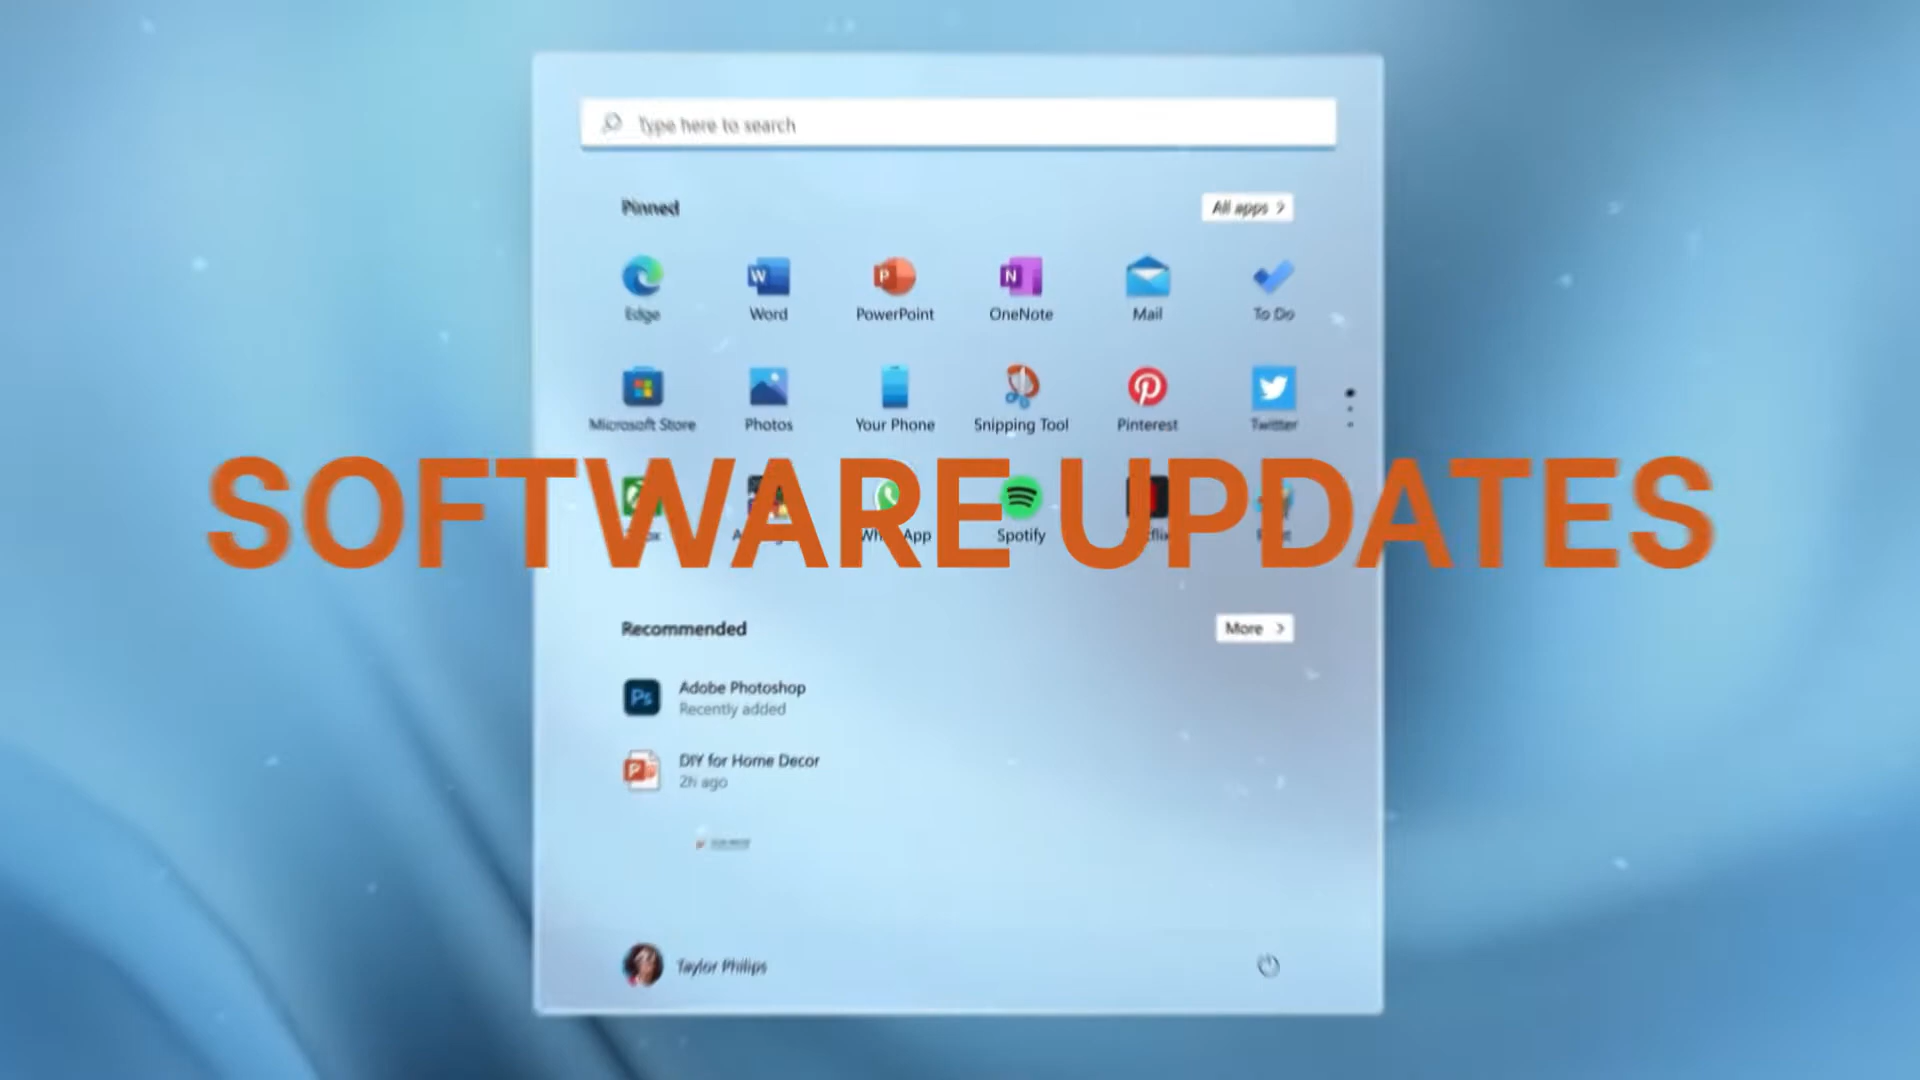 Type here to search
Pinned
All apps
Edge
Word
PowerPoint
OneNote
Mail
To Do
Microsoft Store
Photos
Your Phone
Snipping Tool
Pinterest
Twitter
SOFTWARE UPDATES
Spotify
Recommended
More
Adobe Photoshop
Recently added
DIY for Home Decor
2h ago
Taylor Philips